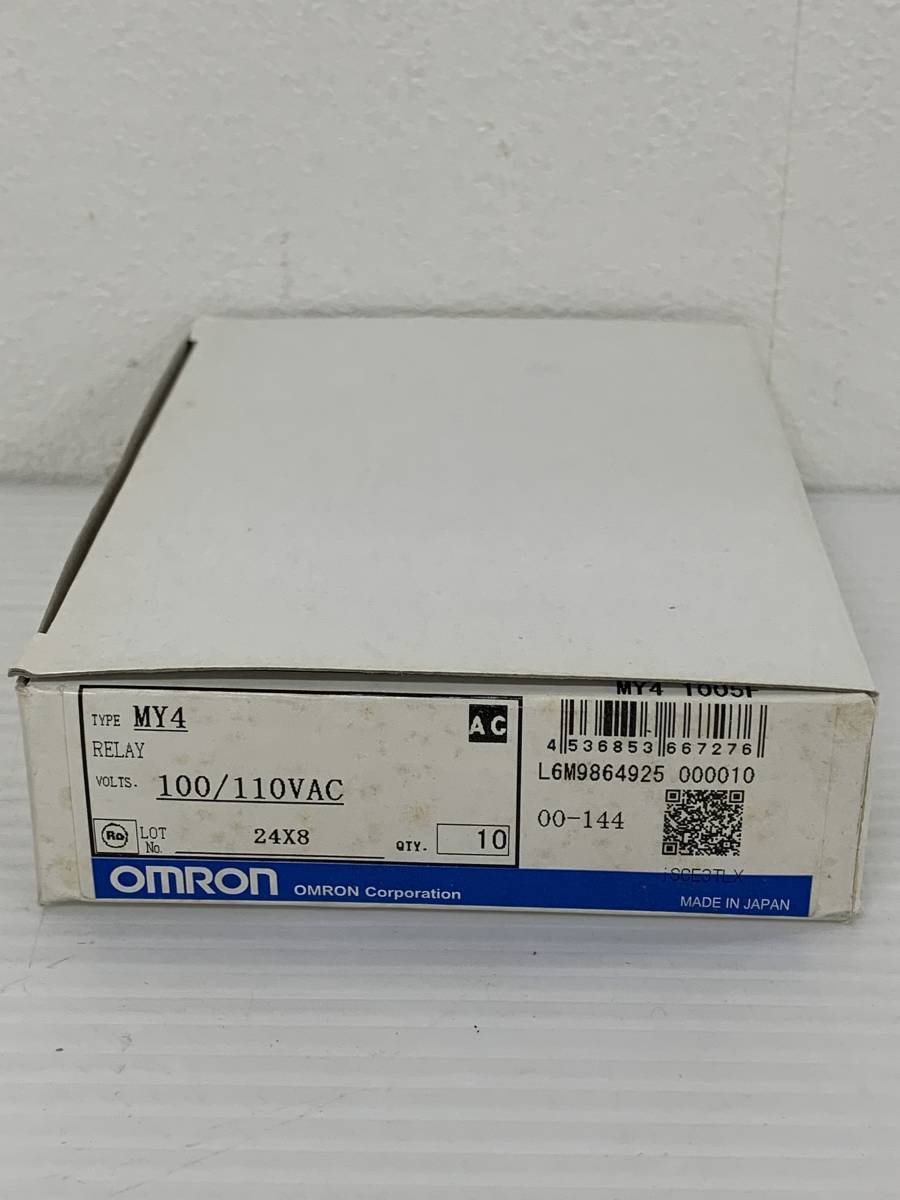 TYPE MY4 AC
RELAY
VOLTS. 100/110VAC
Ro LOT No. 24X8 QTY. 10
OMRON OMRON Corporation
MY4
4 536853 667276
L6M9864925 000010
00-144
MADE IN JAPAN